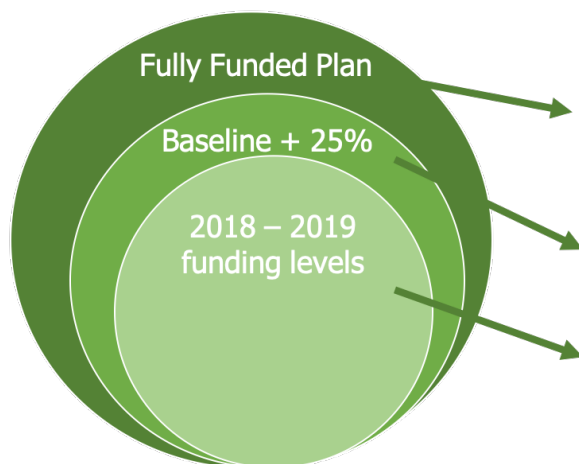 Fully Funded Plan
Baseline + 25%
2018 – 2019
funding levels